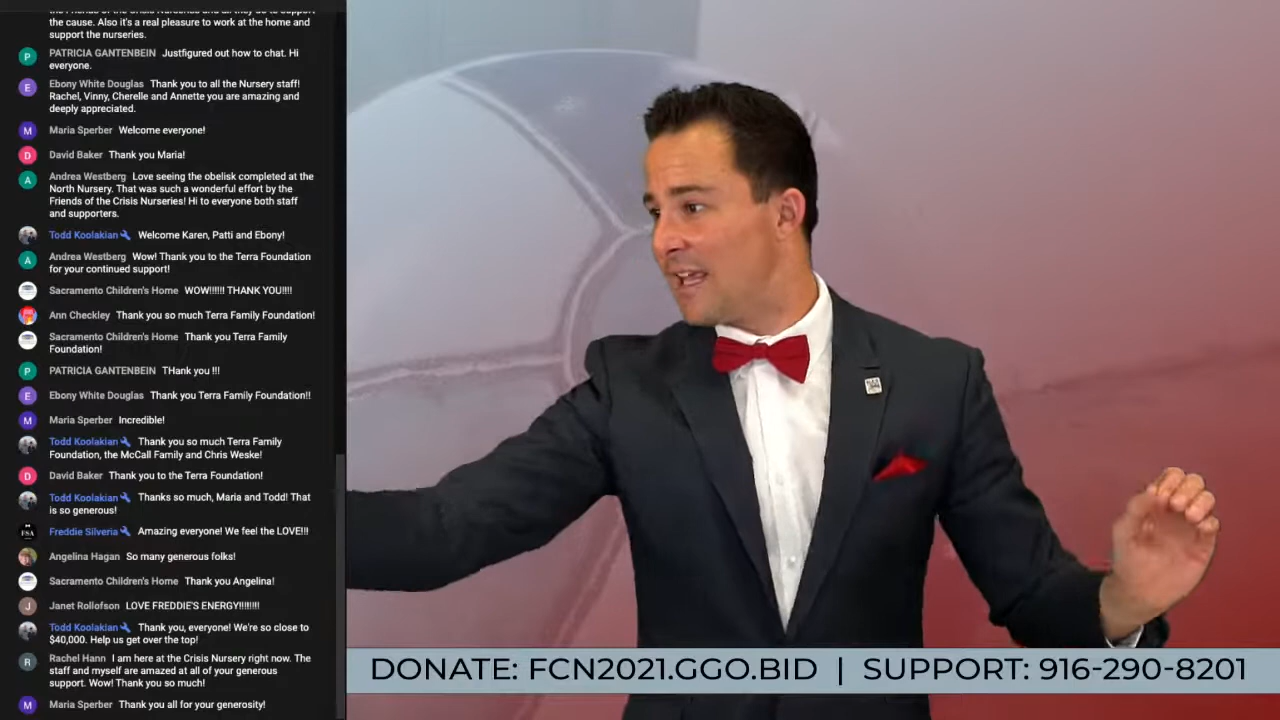 the cause. Also it's a real pleasure to work at the home and
support the nurseries.
P PATRICIA GANTENBEIN Justfigured out how to chat. Hi
everyone.
E Ebony White Douglas Thank you to all the Nursery staff!
Rachel, Vinny, Cherelle and Annette you are amazing and
deeply appreciated.
M Maria Sperber Welcome everyone!
D David Baker Thank you Maria!
A Andrea Westberg Love seeing the obelisk completed at the
North Nursery. That was such a wonderful effort by the
Friends of the Crisis Nurseries! Hi to everyone both staff
and supporters.
Todd Koolakian Welcome Karen, Patti and Ebony!
A Andrea Westberg Wow! Thank you to the Terra Foundation
for your continued support!
Sacramento Children's Home WOW!!!!!! THANK YOU!!!!
Ann Checkley Thank you so much Terra Family Foundation!
Sacramento Children's Home Thank you Terra Family
Foundation!
P PATRICIA GANTENBEIN THank you !!!
E Ebony White Douglas Thank you Terra Family Foundation!!
M Maria Sperber Incredible!
Todd Koolakian Thank you so much Terra Family
Foundation, the McCall Family and Chris Weske!
D David Baker Thank you to the Terra Foundation!
Todd Koolakian Thanks so much, Maria and Todd! That
is so generous!
FSA Freddie Silveria Amazing everyone! We feel the LOVE!!!
Angelina Hagan So many generous folks!
Sacramento Children's Home Thank you Angelina!
J Janet Rollofson LOVE FREDDIE'S ENERGY!!!!!!!!
Todd Koolakian Thank you, everyone! We're so close to
$40,000. Help us get over the top!
R Rachel Hann I am here at the Crisis Nursery right now. The
staff and myself are amazed at all of your generous
support. Wow! Thank you so much!
M Maria Sperber Thank you all for your generosity!
DONATE: FCN2021.GGO.BID | SUPPORT: 916-290-8201